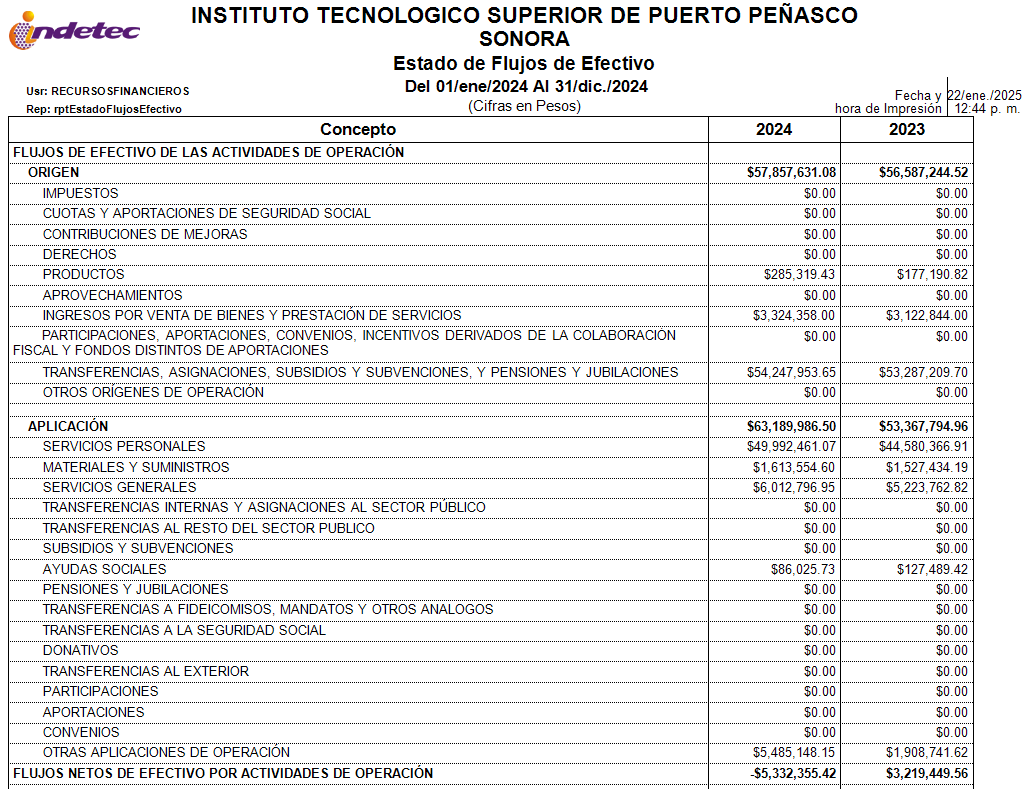 indetec
INSTITUTO TECNOLOGICO SUPERIOR DE PUERTO PEÑASCO
SONORA
Estado de Flujos de Efectivo
Del 01/ene/2024 Al 31/dic./2024
(Cifras en Pesos)
Usr: RECURSOSFINANCIEROS
Rep: rptEstadoFlujosEfectivo
Fecha y 22/ene./2025
hora de Impresión 12:44 p. m.
Concepto 2024 2023
FLUJOS DE EFECTIVO DE LAS ACTIVIDADES DE OPERACIÓN
ORIGEN $57,857,631.08 $56,587,244.52
IMPUESTOS $0.00 $0.00
CUOTAS Y APORTACIONES DE SEGURIDAD SOCIAL $0.00 $0.00
CONTRIBUCIONES DE MEJORAS $0.00 $0.00
DERECHOS $0.00 $0.00
PRODUCTOS $285,319.43 $177,190.82
APROVECHAMIENTOS $0.00 $0.00
INGRESOS POR VENTA DE BIENES Y PRESTACIÓN DE SERVICIOS $3,324,358.00 $3,122,844.00
PARTICIPACIONES, APORTACIONES, CONVENIOS, INCENTIVOS DERIVADOS DE LA COLABORACIÓN $0.00 $0.00
FISCAL Y FONDOS DISTINTOS DE APORTACIONES
TRANSFERENCIAS, ASIGNACIONES, SUBSIDIOS Y SUBVENCIONES, Y PENSIONES Y JUBILACIONES $54,247,953.65 $53,287,209.70
OTROS ORÍGENES DE OPERACIÓN $0.00 $0.00
APLICACIÓN $63,189,986.50 $53,367,794.96
SERVICIOS PERSONALES $49,992,461.07 $44,580,366.91
MATERIALES Y SUMINISTROS $1,613,554.60 $1,527,434.19
SERVICIOS GENERALES $6,012,796.95 $5,223,762.82
TRANSFERENCIAS INTERNAS Y ASIGNACIONES AL SECTOR PÚBLICO $0.00 $0.00
TRANSFERENCIAS AL RESTO DEL SECTOR PUBLICO $0.00 $0.00
SUBSIDIOS Y SUBVENCIONES $0.00 $0.00
AYUDAS SOCIALES $86,025.73 $127,489.42
PENSIONES Y JUBILACIONES $0.00 $0.00
TRANSFERENCIAS A FIDEICOMISOS, MANDATOS Y OTROS ANALOGOS $0.00 $0.00
TRANSFERENCIAS A LA SEGURIDAD SOCIAL $0.00 $0.00
DONATIVOS $0.00 $0.00
TRANSFERENCIAS AL EXTERIOR $0.00 $0.00
PARTICIPACIONES $0.00 $0.00
APORTACIONES $0.00 $0.00
CONVENIOS $0.00 $0.00
OTRAS APLICACIONES DE OPERACIÓN $5,485,148.15 $1,908,741.62
FLUJOS NETOS DE EFECTIVO POR ACTIVIDADES DE OPERACIÓN -$5,332,355.42 $3,219,449.56